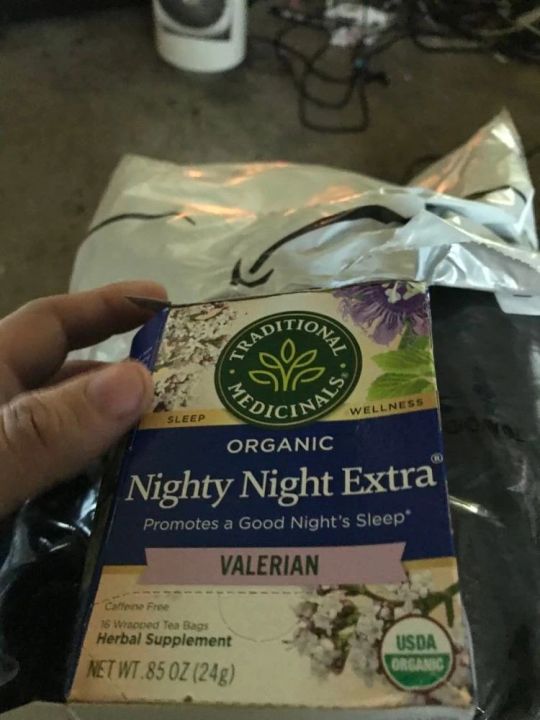 TRADITIONAL
MEDICINALS®
SLEEP
WELLNESS
ORGANIC
Nighty Night Extra®
Promotes a Good Night's Sleep*
VALERIAN
Caffeine Free
16 Wrapped Tea Bags
Herbal Supplement
NET WT .85 OZ (24g)
USDA
ORGANIC